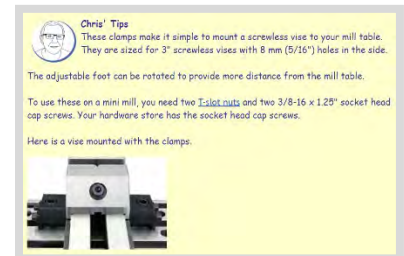 Chris' Tips
These clamps make it simple to mount a screwless vise to your mill table.
They are sized for 3" screwless vises with 8 mm (5/16") holes in the side.
The adjustable foot can be rotated to provide more distance from the mill table.
To use these on a mini mill, you need two T-slot nuts and two 3/8-16 x 1.25" socket head
cap screws. Your hardware store has the socket head cap screws.
Here is a vise mounted with the clamps.